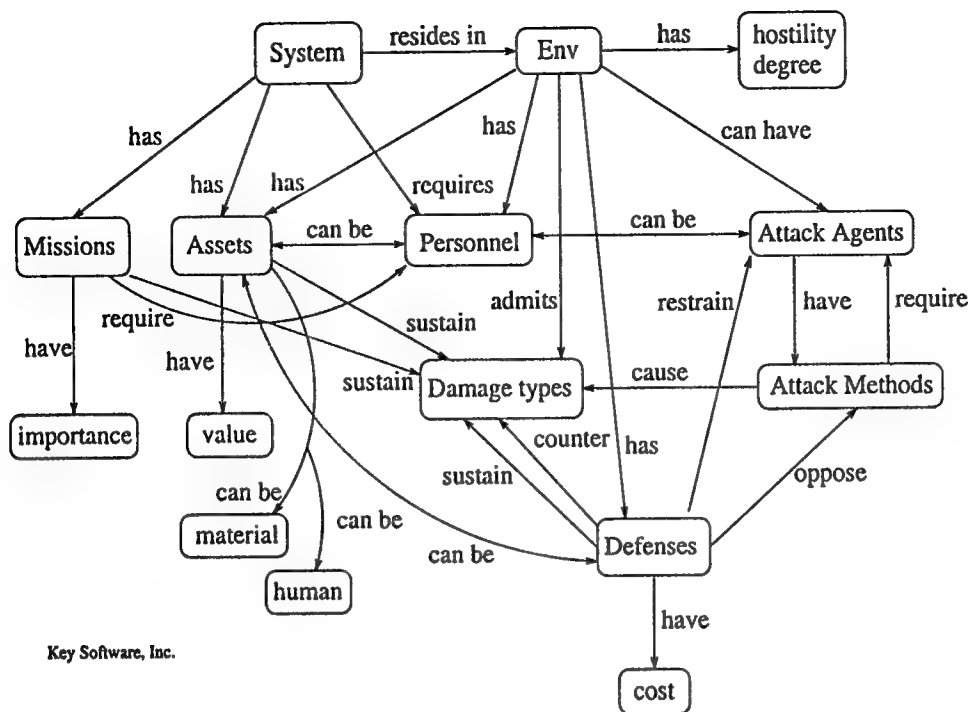 System
resides in
Env
has
hostility
degree
has
has
can have
has
has
requires
Missions
Assets
can be
Personnel
can be
Attack Agents
admits
restrain
have
require
require
sustain
have
have
sustain
Damage types
cause
Attack Methods
importance
value
counter
has
sustain
oppose
can be
material
can be
can be
Defenses
human
have
Key Software, Inc.
cost